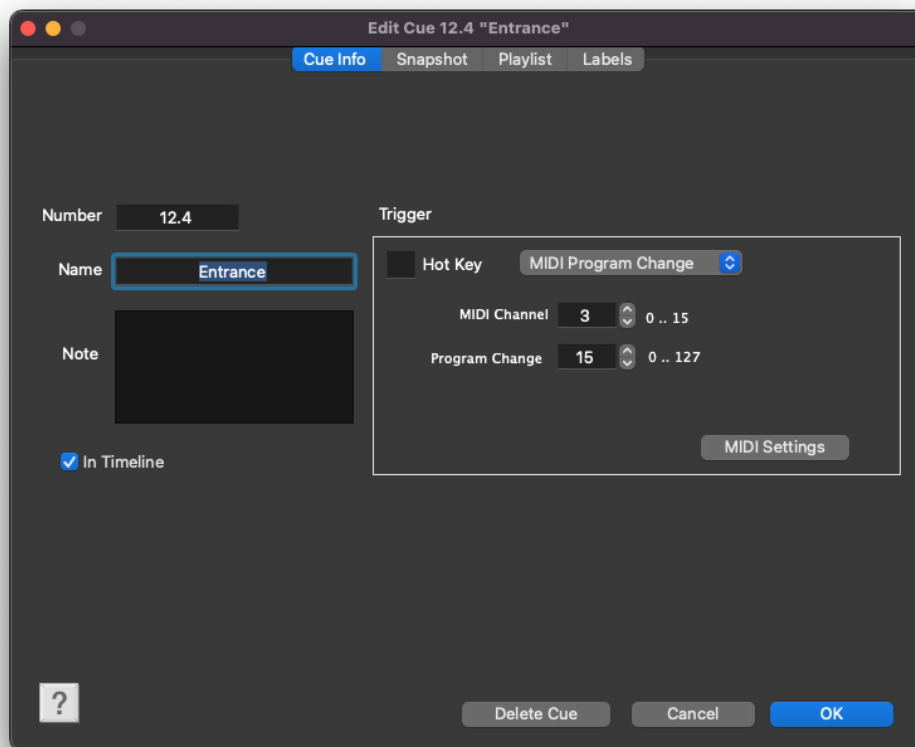 Edit Cue 12.4 "Entrance"
Cue Info Snapshot Playlist Labels
Number 12.4
Trigger
Name Entrance
Hot Key MIDI Program Change
MIDI Channel 3 0 .. 15
Note
Program Change 15 0 .. 127
In Timeline
MIDI Settings
?
Delete Cue Cancel OK